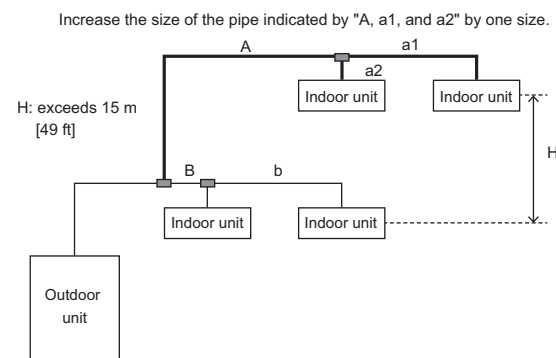 Increase the size of the pipe indicated by "A, a1, and a2" by one size.
A
a1
a2
Indoor unit
Indoor unit
H: exceeds 15 m
[49 ft]
H
B
b
Indoor unit
Indoor unit
Outdoor
unit